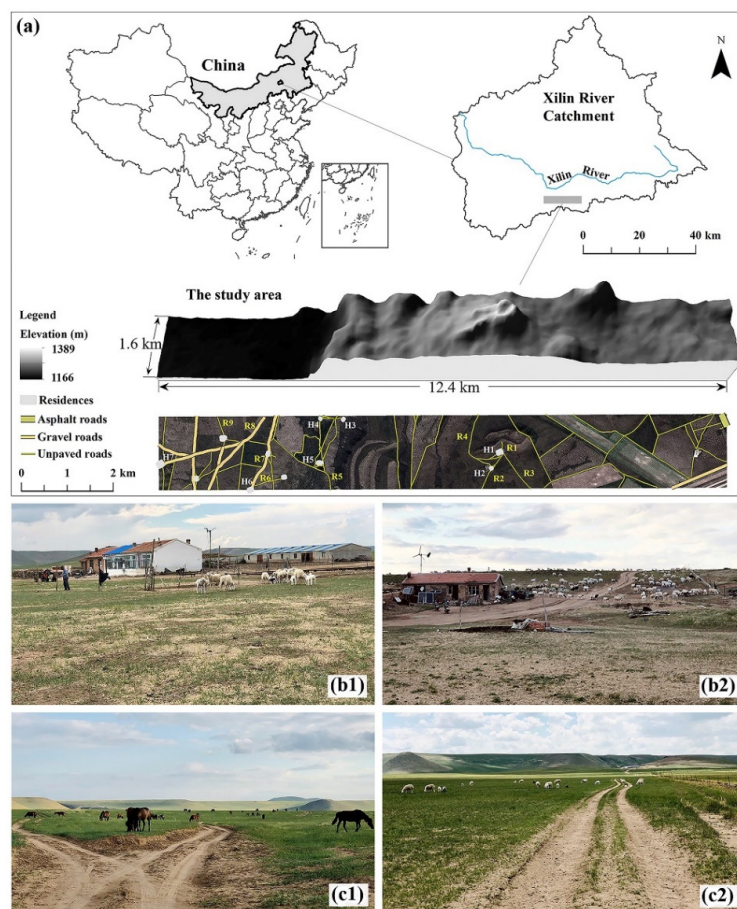 (a)
China
Xilin River
Catchment
N
Xilin River
0 20 40 km
The study area
Legend
Elevation (m)
1389
1166
1.6 km
12.4 km
Residences
Asphalt roads
Gravel roads
Unpaved roads
0 1 2 km
R9
R8
H4
H3
R4
R1
H1
H7
R7
H5
H2
R3
H6
R6
R5
R2
(b1)
(b2)
(c1)
(c2)